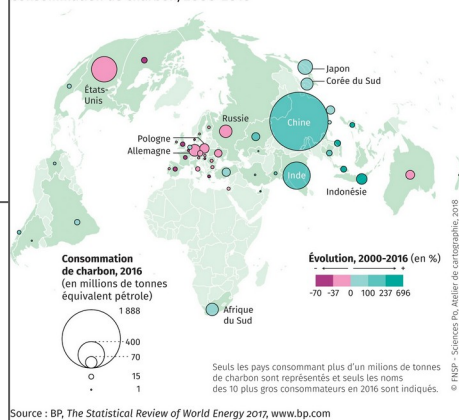 Japon
Corée du Sud
États-
Unis
Russie
Chine
Pologne
Allemagne
Inde
Indonésie
Afrique
du Sud
Consommation
de charbon, 2016
(en millions de tonnes
équivalent pétrole)
1 888
400
70
15
1
Évolution, 2000-2016 (en %)
- +
-70 -37 0 100 237 696
Seuls les pays consommant plus d'un milions de tonnes
de charbon sont représentés et seuls les noms
des 10 plus gros consommateurs en 2016 sont indiqués.
© FNSP - Sciences Po, Atelier de cartographie, 2018
Source : BP, The Statistical Review of World Energy 2017, www.bp.com